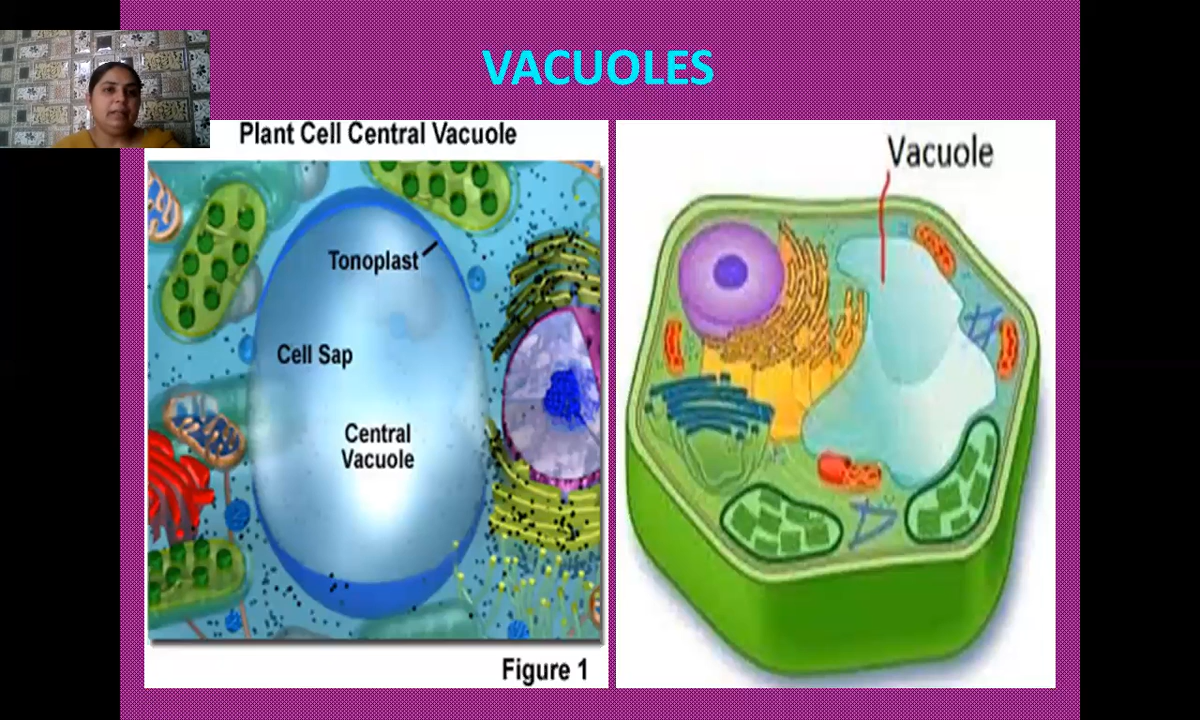 VACUOLES
Plant Cell Central Vacuole
Tonoplast
Cell Sap
Central
Vacuole
Figure 1
Vacuole